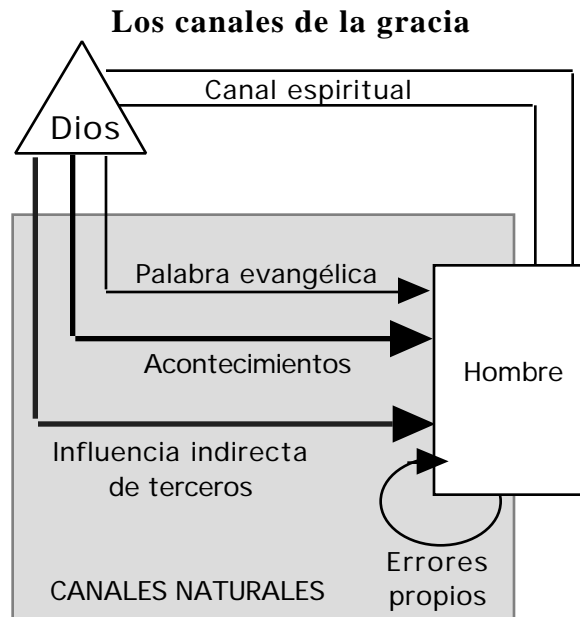 Los canales de la gracia
Canal espiritual
Dios
Palabra evangélica
Acontecimientos
Hombre
Influencia indirecta
de terceros
Errores
propios
CANALES NATURALES